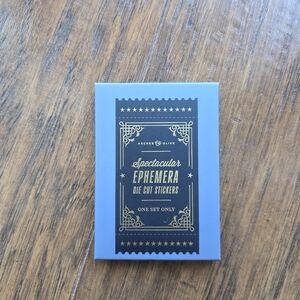 ARCHER & OLIVE
Spectacular
EPHEMERA
DIE CUT STICKERS
ONE SET ONLY